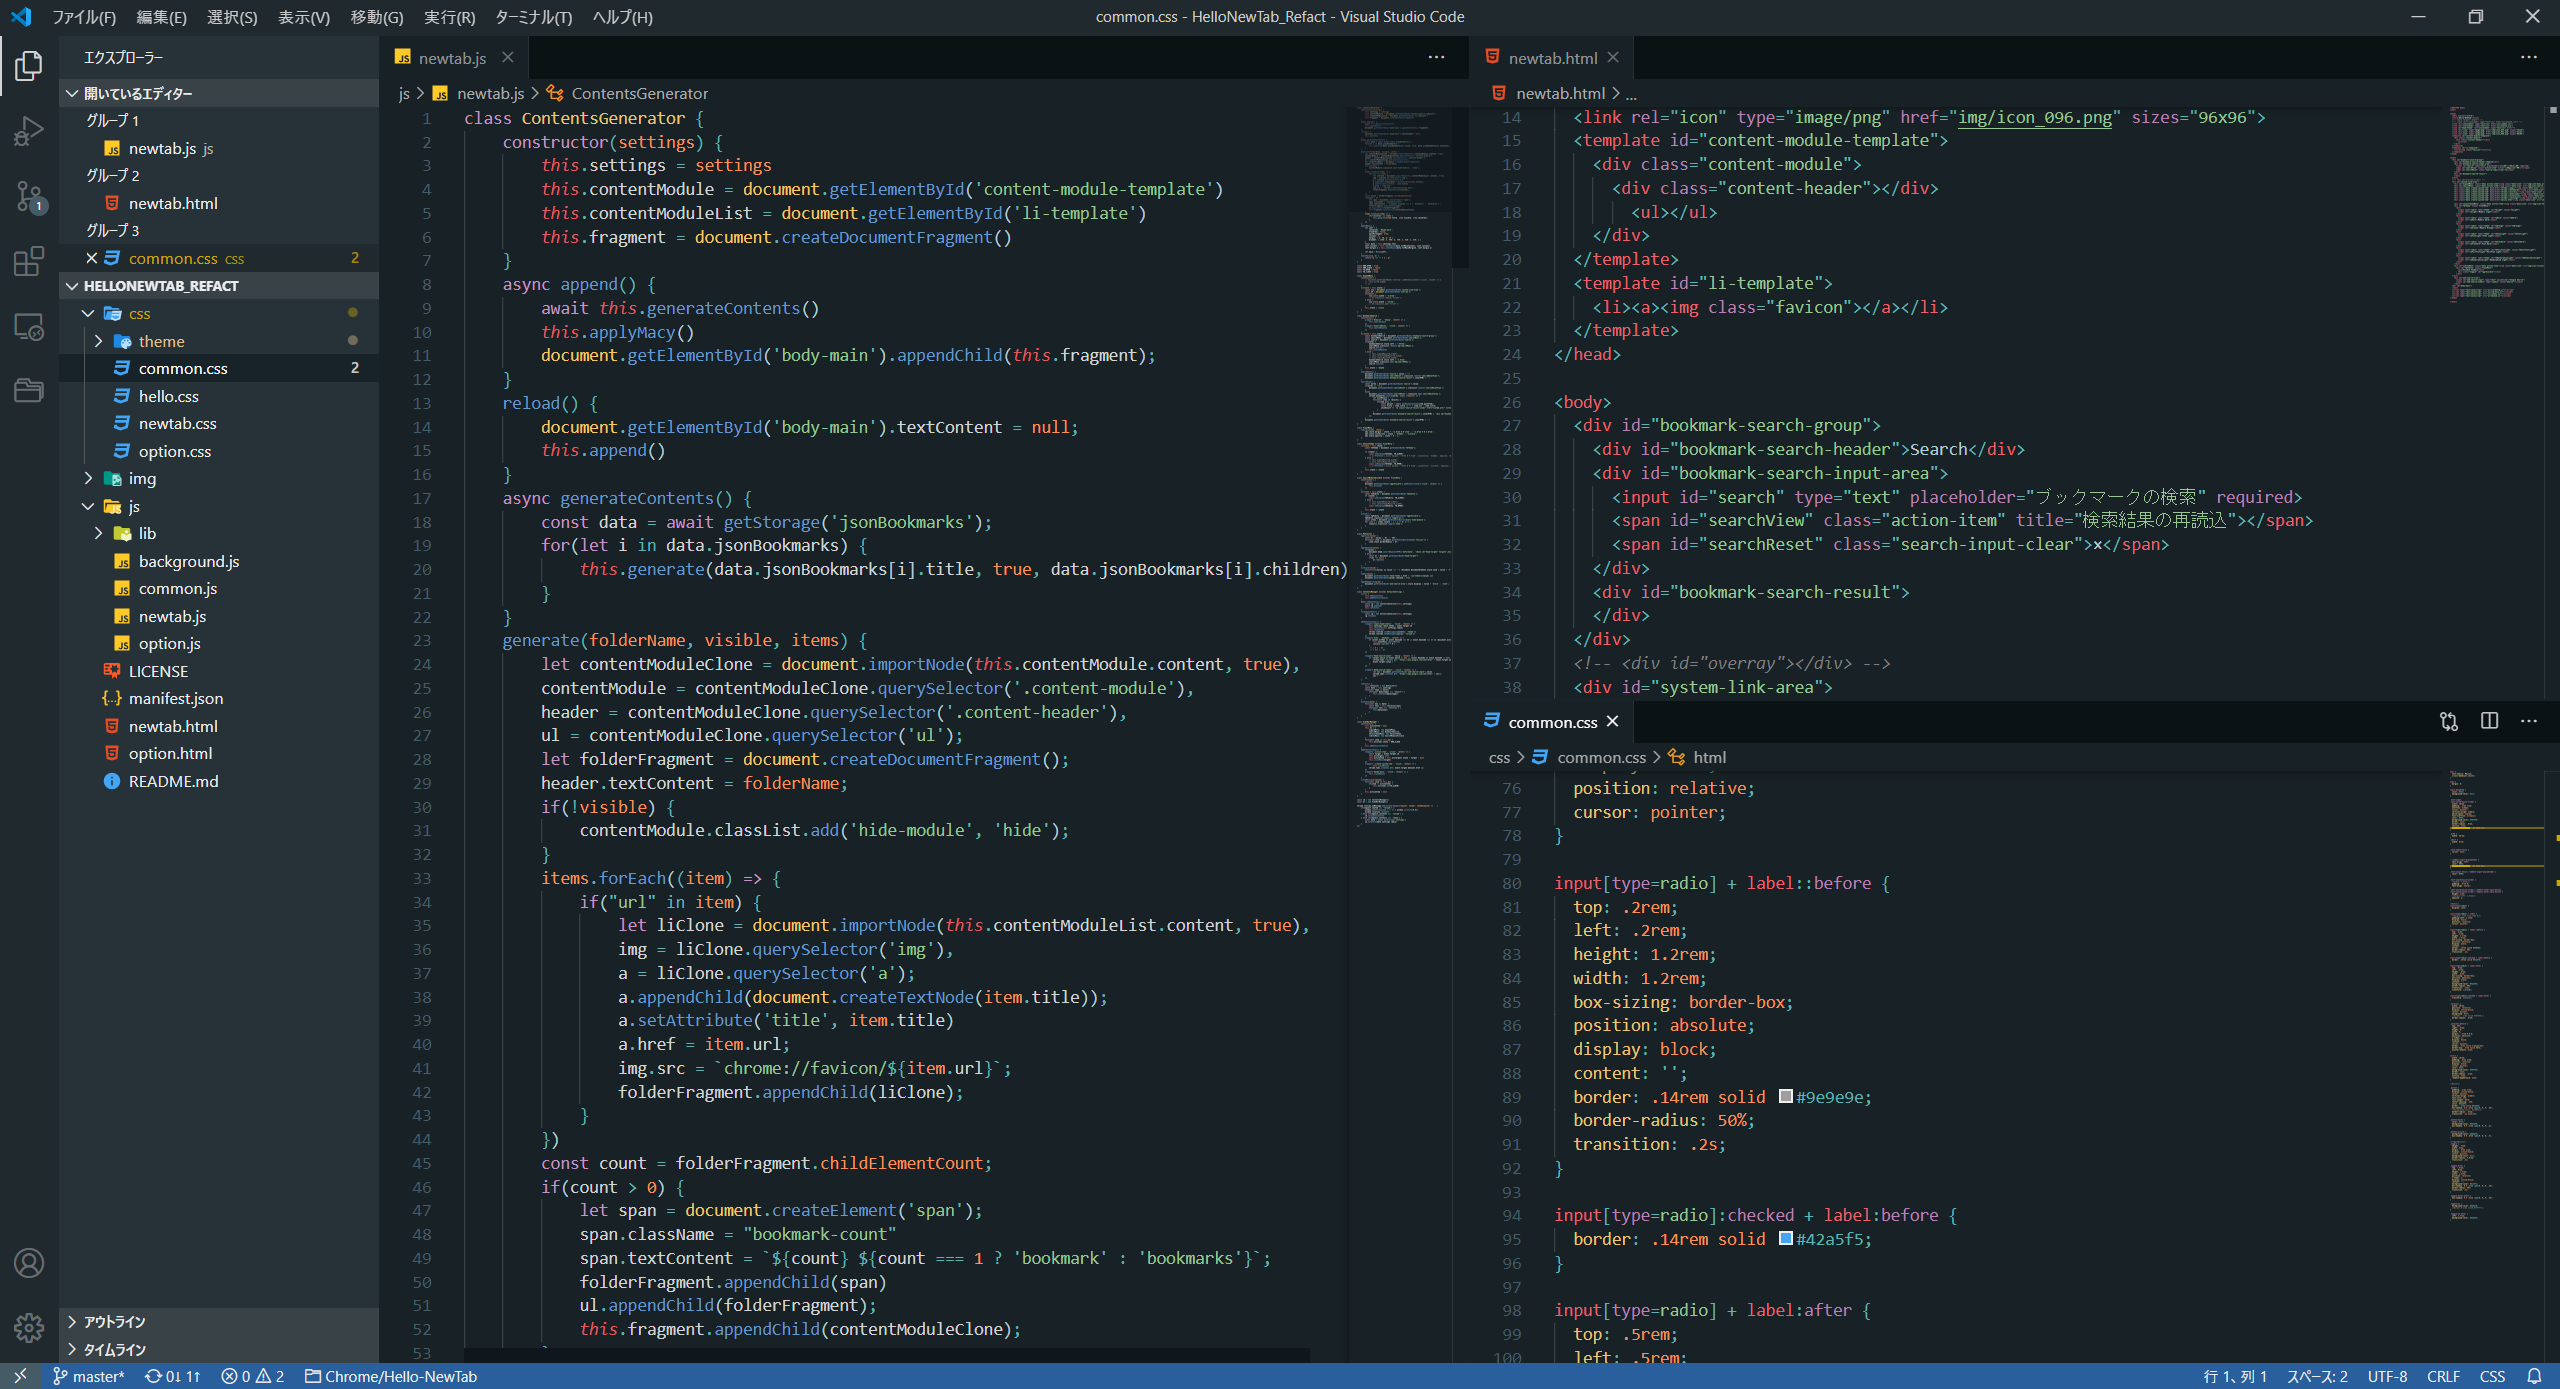 ファイル(F) 編集(E) 選択(S) 表示(V) 移動(G) 実行(R) ターミナル(T) ヘルプ(H)
common.css - HelloNewTab_Refact - Visual Studio Code
エクスプローラー
開いているエディター
グループ 1
newtab.js js
グループ 2
newtab.html
グループ 3
common.css css 2
HELLONEWTAB_REFACT
css
theme
common.css 2
hello.css
newtab.css
option.css
img
js
lib
background.js
common.js
newtab.js
option.js
LICENSE
manifest.json
newtab.html
option.html
README.md
アウトライン
タイムライン
1
newtab.js
js newtab.js ContentsGenerator
1 class ContentsGenerator {
2 constructor(settings) {
3 this.settings = settings
4 this.contentModule = document.getElementById('content-module-template')
5 this.contentModuleList = document.getElementById('li-template')
6 this.fragment = document.createDocumentFragment()
7 }
8 async append() {
9 await this.generateContents()
10 this.applyMacy()
11 document.getElementById('body-main').appendChild(this.fragment);
12 }
13 reload() {
14 document.getElementById('body-main').textContent = null;
15 this.append()
16 }
17 async generateContents() {
18 const data = await getStorage('jsonBookmarks');
19 for(let i in data.jsonBookmarks) {
20 this.generate(data.jsonBookmarks[i].title, true, data.jsonBookmarks[i].children)
21 }
22 }
23 generate(folderName, visible, items) {
24 let contentModuleClone = document.importNode(this.contentModule.content, true),
25 contentModule = contentModuleClone.querySelector('.content-module'),
26 header = contentModuleClone.querySelector('.content-header'),
27 ul = contentModuleClone.querySelector('ul');
28 let folderFragment = document.createDocumentFragment();
29 header.textContent = folderName;
30 if(!visible) {
31 contentModule.classList.add('hide-module', 'hide');
32 }
33 items.forEach((item) => {
34 if("url" in item) {
35 let liClone = document.importNode(this.contentModuleList.content, true),
36 img = liClone.querySelector('img'),
37 a = liClone.querySelector('a');
38 a.appendChild(document.createTextNode(item.title));
39 a.setAttribute('title', item.title)
40 a.href = item.url;
41 img.src = `chrome://favicon/${item.url}`;
42 folderFragment.appendChild(liClone);
43 }
44 })
45 const count = folderFragment.childElementCount;
46 if(count > 0) {
47 let span = document.createElement('span');
48 span.className = "bookmark-count"
49 span.textContent = `${count} ${count === 1 ? 'bookmark' : 'bookmarks'}`;
50 folderFragment.appendChild(span)
51 ul.appendChild(folderFragment);
52 this.fragment.appendChild(contentModuleClone);
53
newtab.html
newtab.html ...
14 <link rel="icon" type="image/png" href="img/icon_096.png" sizes="96x96">
15 <template id="content-module-template">
16 <div class="content-module">
17 <div class="content-header"></div>
18 <ul></ul>
19 </div>
20 </template>
21 <template id="li-template">
22 <li><a><img class="favicon"></a></li>
23 </template>
24 </head>
25
26 <body>
27 <div id="bookmark-search-group">
28 <div id="bookmark-search-header">Search</div>
29 <div id="bookmark-search-input-area">
30 <input id="search" type="text" placeholder="ブックマークの検索" required>
31 <span id="searchView" class="action-item" title="検索結果の再読込"></span>
32 <span id="searchReset" class="search-input-clear">×</span>
33 </div>
34 <div id="bookmark-search-result">
35 </div>
36 </div>
37 <!-- <div id="overray"></div> -->
38 <div id="system-link-area">
common.css
css common.css html
76 position: relative;
77 cursor: pointer;
78 }
79
80 input[type=radio] + label::before {
81 top: .2rem;
82 left: .2rem;
83 height: 1.2rem;
84 width: 1.2rem;
85 box-sizing: border-box;
86 position: absolute;
87 display: block;
88 content: '';
89 border: .14rem solid #9e9e9e;
90 border-radius: 50%;
91 transition: .2s;
92 }
93
94 input[type=radio]:checked + label:before {
95 border: .14rem solid #42a5f5;
96 }
97
98 input[type=radio] + label:after {
99 top: .5rem;
100 left: .5rem;
master* 0↓ 1↑ 0 2 Chrome/Hello-NewTab
行 1、列 1 スペース: 2 UTF-8 CRLF CSS